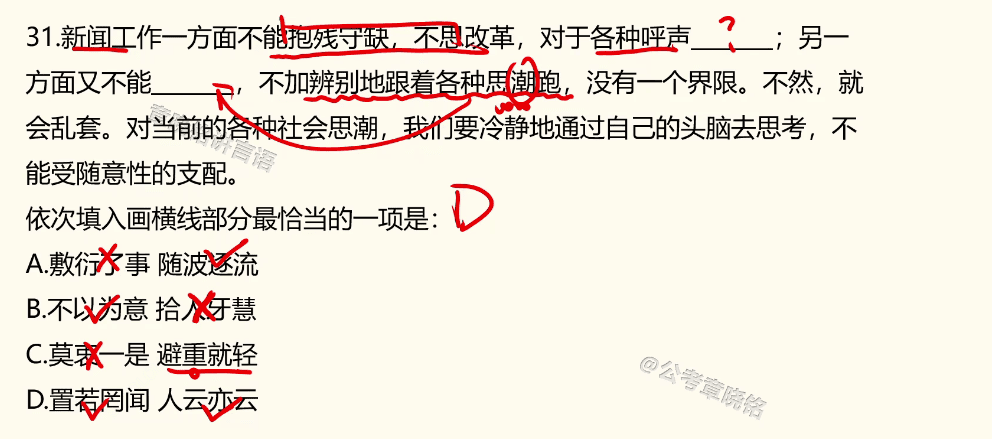 31.新闻工作一方面不能抱残守缺，不思改革，对于各种呼声______；另一
?
方面又不能______，不加辨别地跟着各种思潮跑，没有一个界限。不然，就
会乱套。对当前的各种社会思潮，我们要冷静地通过自己的头脑去思考，不
能受随意性的支配。
依次填入画横线部分最恰当的一项是：D
A.敷衍了事 随波逐流
B.不以为意 拾人牙慧
C.莫衷一是 避重就轻
D.置若罔闻 人云亦云
@公考章晓铭